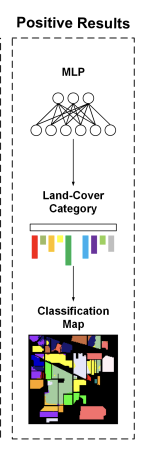 Positive Results
MLP
Land-Cover
Category
Classification
Map